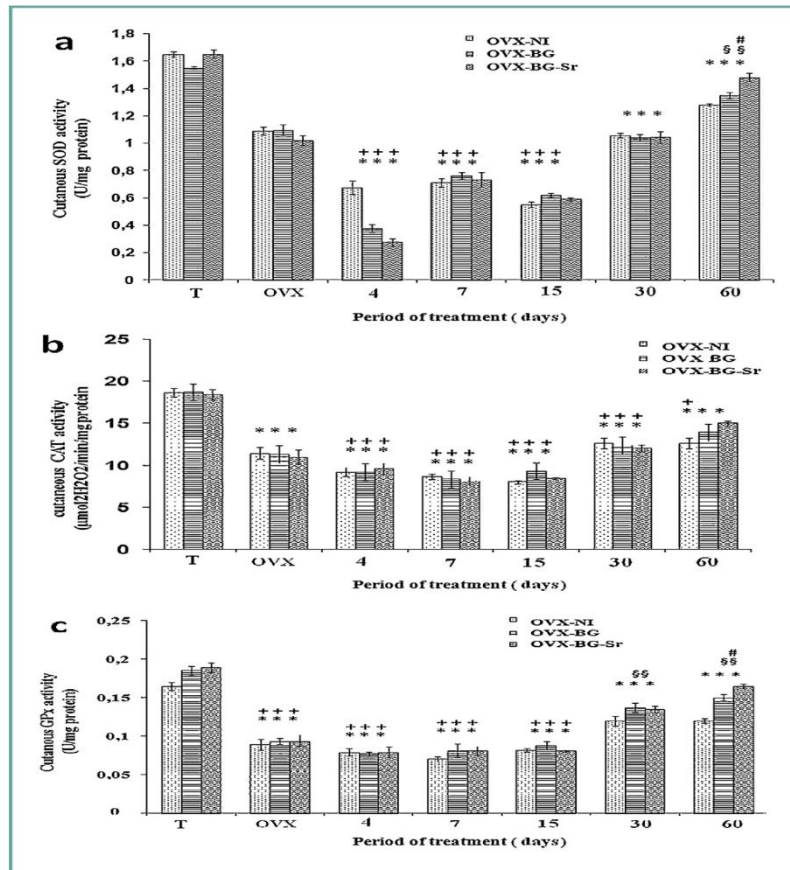 a
OVX-NI
OVX-BG
OVX-BG-Sr
Cutanous SOD activity
(U/mg protein)
1,8
1,6
1,4
1,2
1
0,8
0,6
0,4
0,2
0
+ + +
* * *
+ + +
* * *
+ + +
* * *
* * *
#
§ §
* * *
T OVX 4 7 15 30 60
Period of treatment ( days)
b
OVX-NI
OVX BG
OVX-BG-Sr
cutaneous CAT activity
(µmol2H2O2/min/mg protein)
25
20
15
10
5
0
* * *
+ + +
* * *
+ + +
* * *
+ + +
* * *
+ + +
* * *
+
* * *
T OVX 4 7 15 30 60
Period of treatment ( days)
c
OVX-NI
OVX-BG
OVX-BG-Sr
Cutanous GPx activity
(U/mg protein)
0,25
0,2
0,15
0,1
0,05
0
+ + +
* * *
+ + +
* * *
+ + +
* * *
+ + +
* * *
§§
* * *
#
§§
* * *
T OVX 4 7 15 30 60
Period of treatment ( days)